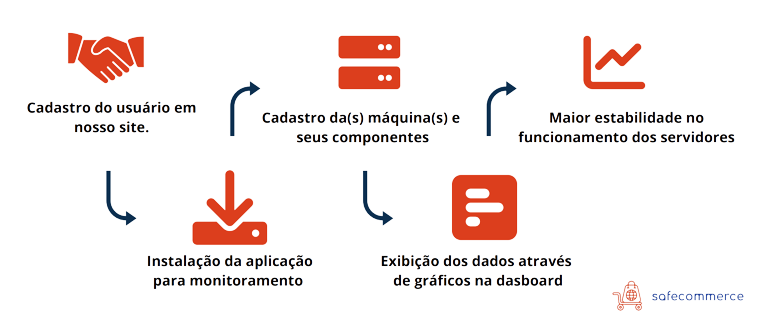 Cadastro do usuário em
nosso site.
Instalação da aplicação
para monitoramento
Cadastro da(s) máquina(s) e
seus componentes
Exibição dos dados através
de gráficos na dasboard
Maior estabilidade no
funcionamento dos servidores
safecommerce